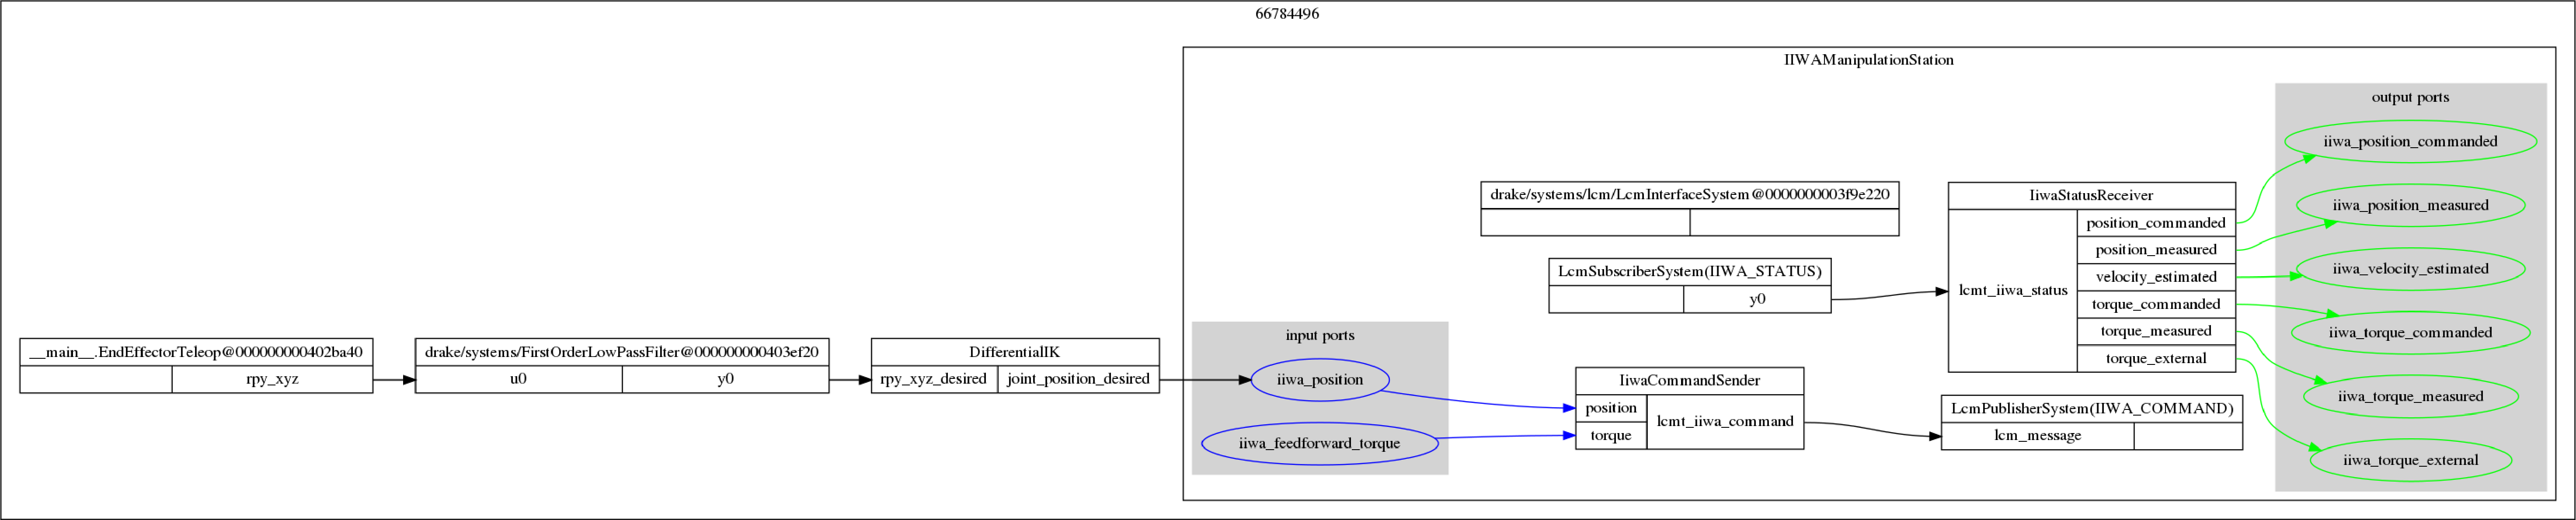 66784496
IIWAManipulationStation
output ports
iiwa_position_commanded
iiwa_position_measured
iiwa_velocity_estimated
iiwa_torque_commanded
iiwa_torque_measured
iiwa_torque_external
drake/systems/lcm/LcmInterfaceSystem@0000000003f9e220
IiwaStatusReceiver
lcmt_iiwa_status
position_commanded
position_measured
velocity_estimated
torque_commanded
torque_measured
torque_external
LcmSubscriberSystem(IIWA_STATUS)
y0
__main__.EndEffectorTeleop@000000000402ba40
rpy_xyz
drake/systems/FirstOrderLowPassFilter@000000000403ef20
u0
y0
DifferentialIK
rpy_xyz_desired
joint_position_desired
input ports
iiwa_position
iiwa_feedforward_torque
IiwaCommandSender
position
torque
lcmt_iiwa_command
LcmPublisherSystem(IIWA_COMMAND)
lcm_message